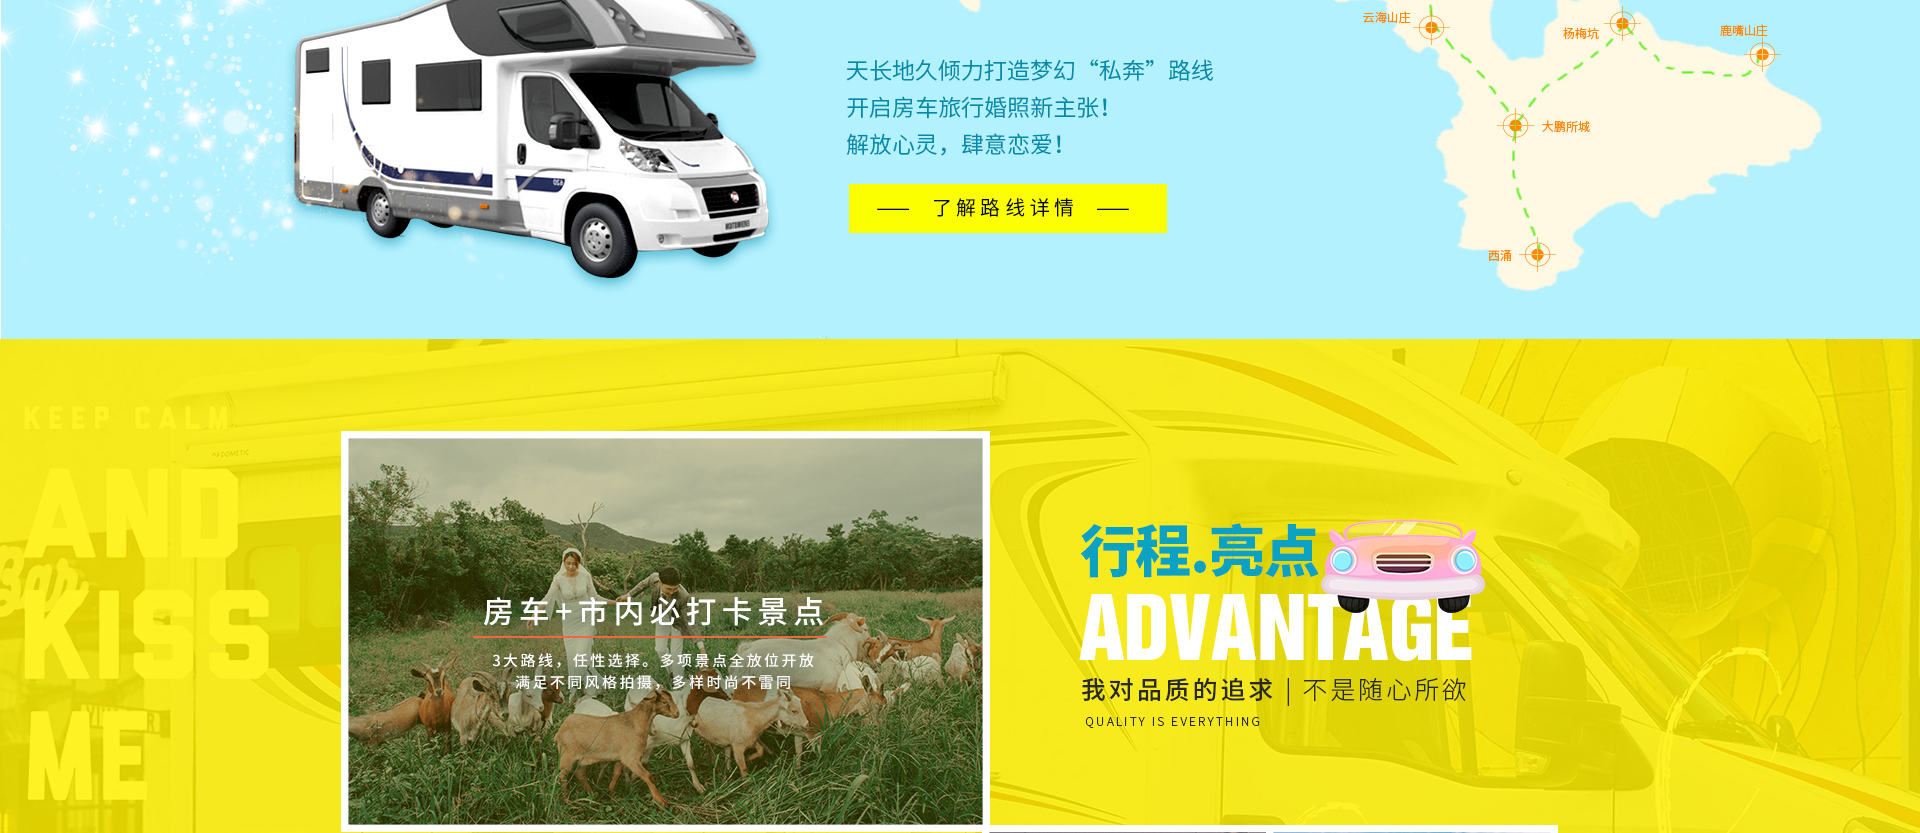 云海山庄
杨梅坑
鹿嘴山庄
天长地久倾力打造梦幻“私奔”路线
开启房车旅行婚照新主张！
解放心灵，肆意恋爱！
大鹏所城
了解路线详情
西涌
KEEP CALM
DOMETIC
AND
Bar
KISS
ME
房车+市内必打卡景点
3大路线，任性选择。多项景点全放位开放
满足不同风格拍摄，多样时尚不雷同
行程.亮点
ADVANTAGE
我对品质的追求 | 不是随心所欲
QUALITY IS EVERYTHING